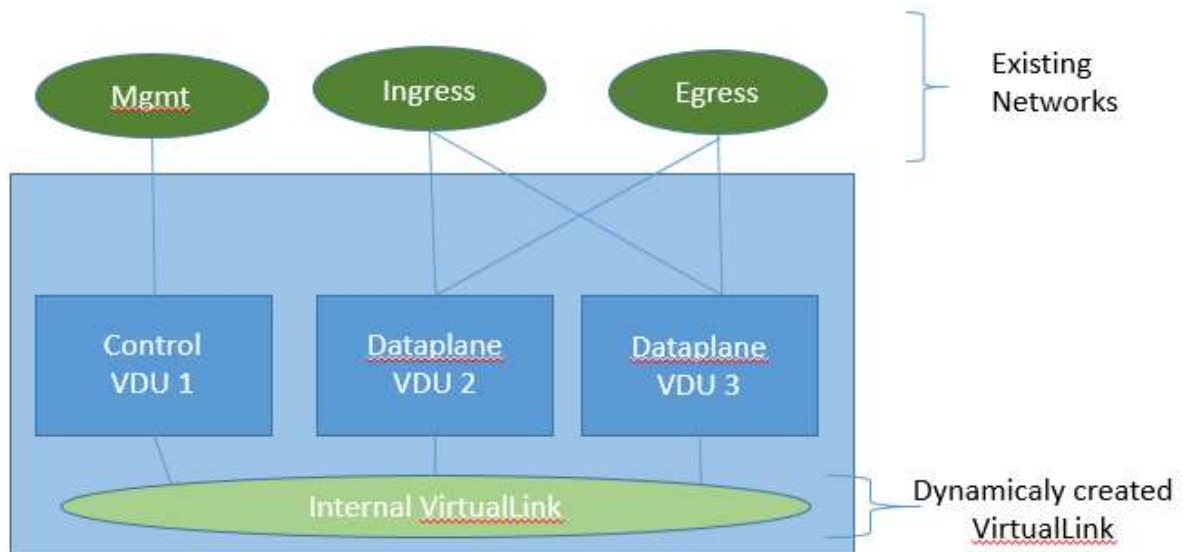 Mgmt
Ingress
Egress
Existing
Networks
Control
VDU 1
Dataplane
VDU 2
Dataplane
VDU 3
Internal VirtualLink
Dynamicaly created
VirtualLink